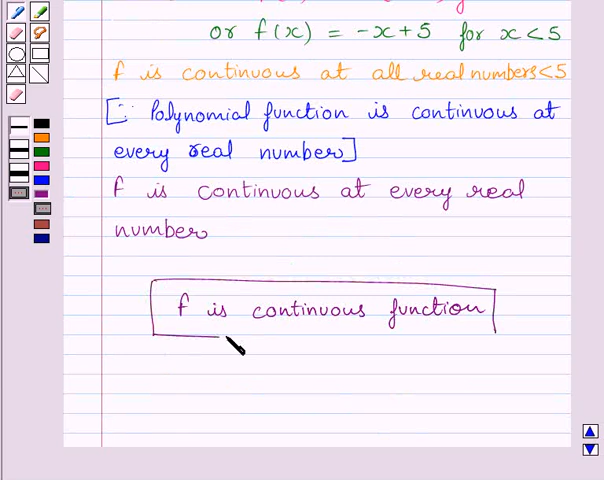 or f(x) = -x+5 for x<5
f is continuous at all real numbers<5
[∵ Polynomial function is continuous at
every real number]
f is continuous at every real
number
f is continuous function